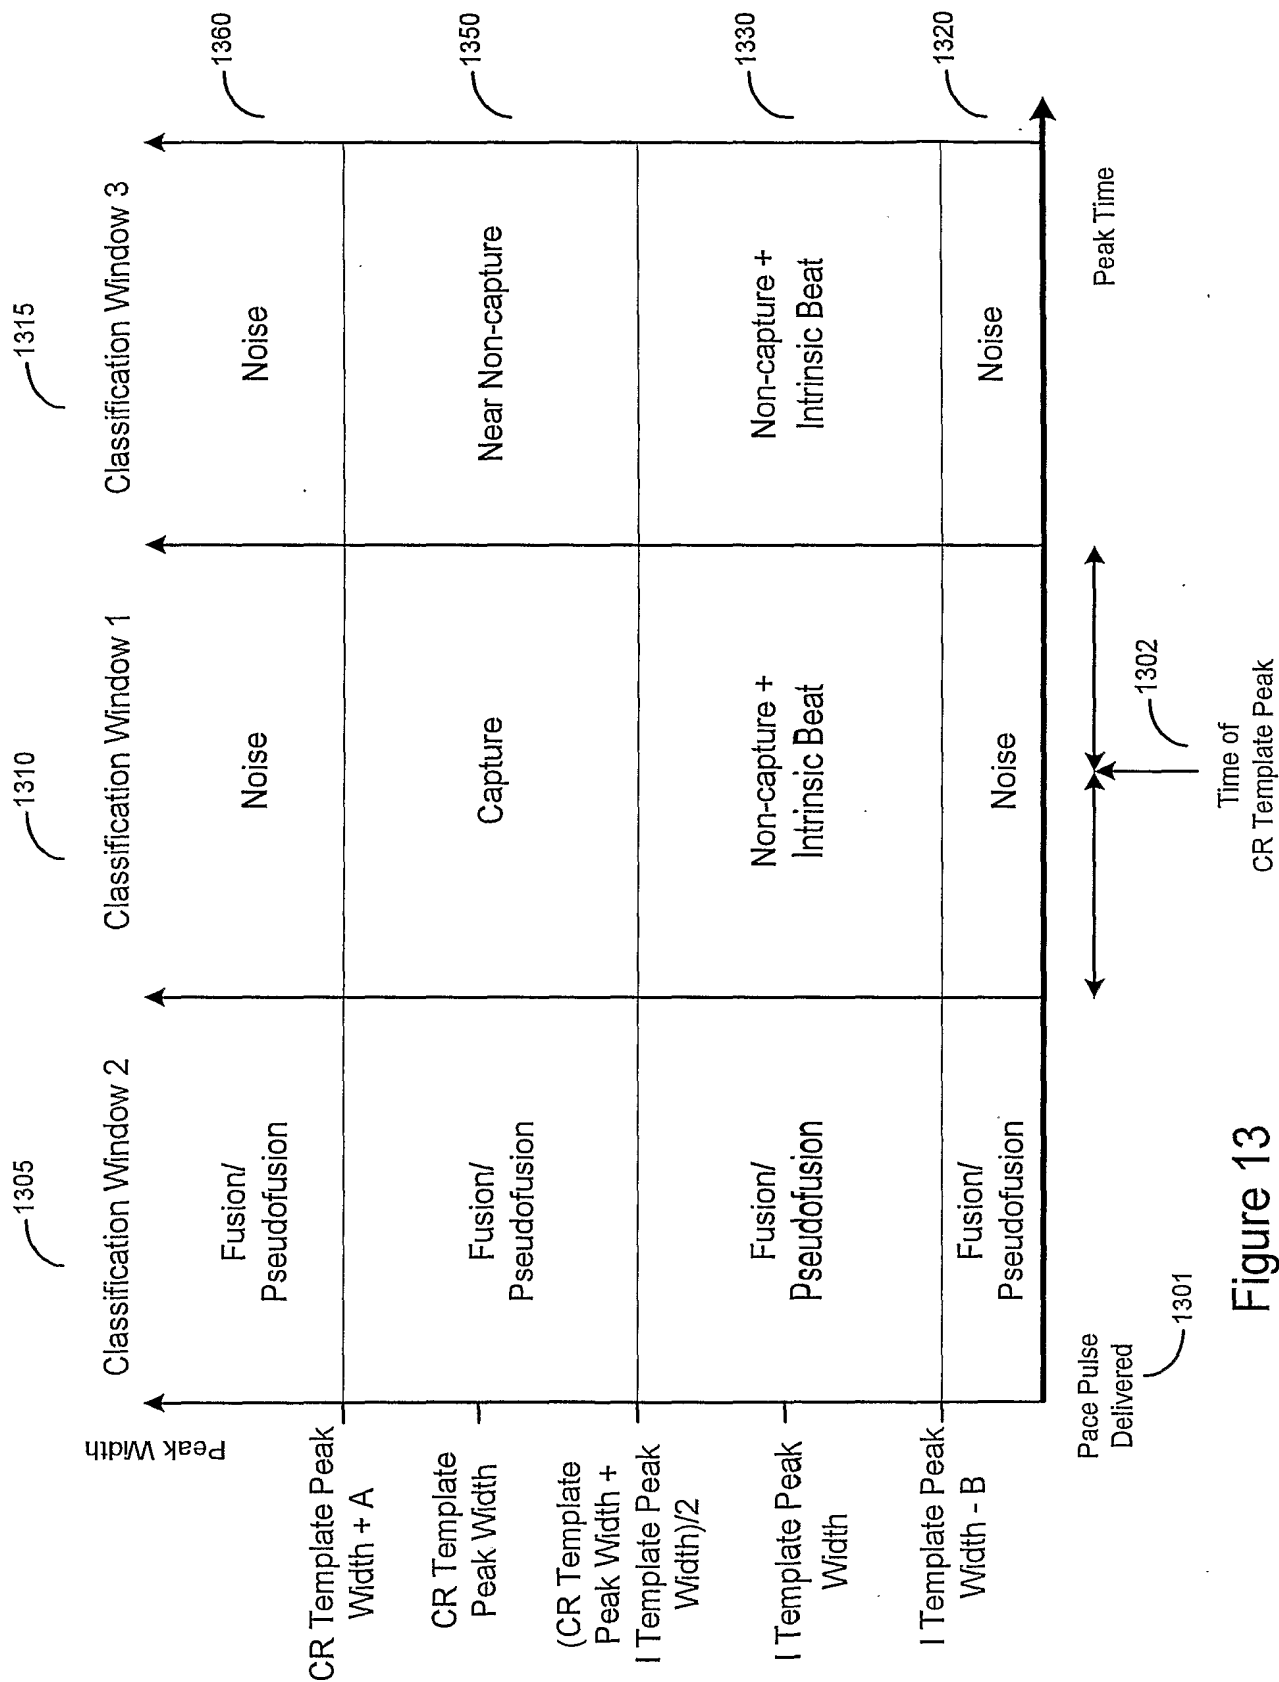 1305
1310
1315
Classification Window 2
Classification Window 1
Classification Window 3
Peak Width
CR Template Peak
Width + A
Fusion/
Pseudofusion
Noise
Noise
1360
CR Template
Peak Width
Fusion/
Pseudofusion
Capture
Near Non-capture
1350
(CR Template
Peak Width +
I Template Peak
Width)/2
I Template Peak
Width
Fusion/
Pseudofusion
Non-capture +
Intrinsic Beat
Non-capture +
Intrinsic Beat
1330
I Template Peak
Width - B
Fusion/
Pseudofusion
Noise
Noise
1320
Pace Pulse
Delivered
1301
Peak Time
1302
Time of
CR Template Peak
Figure 13